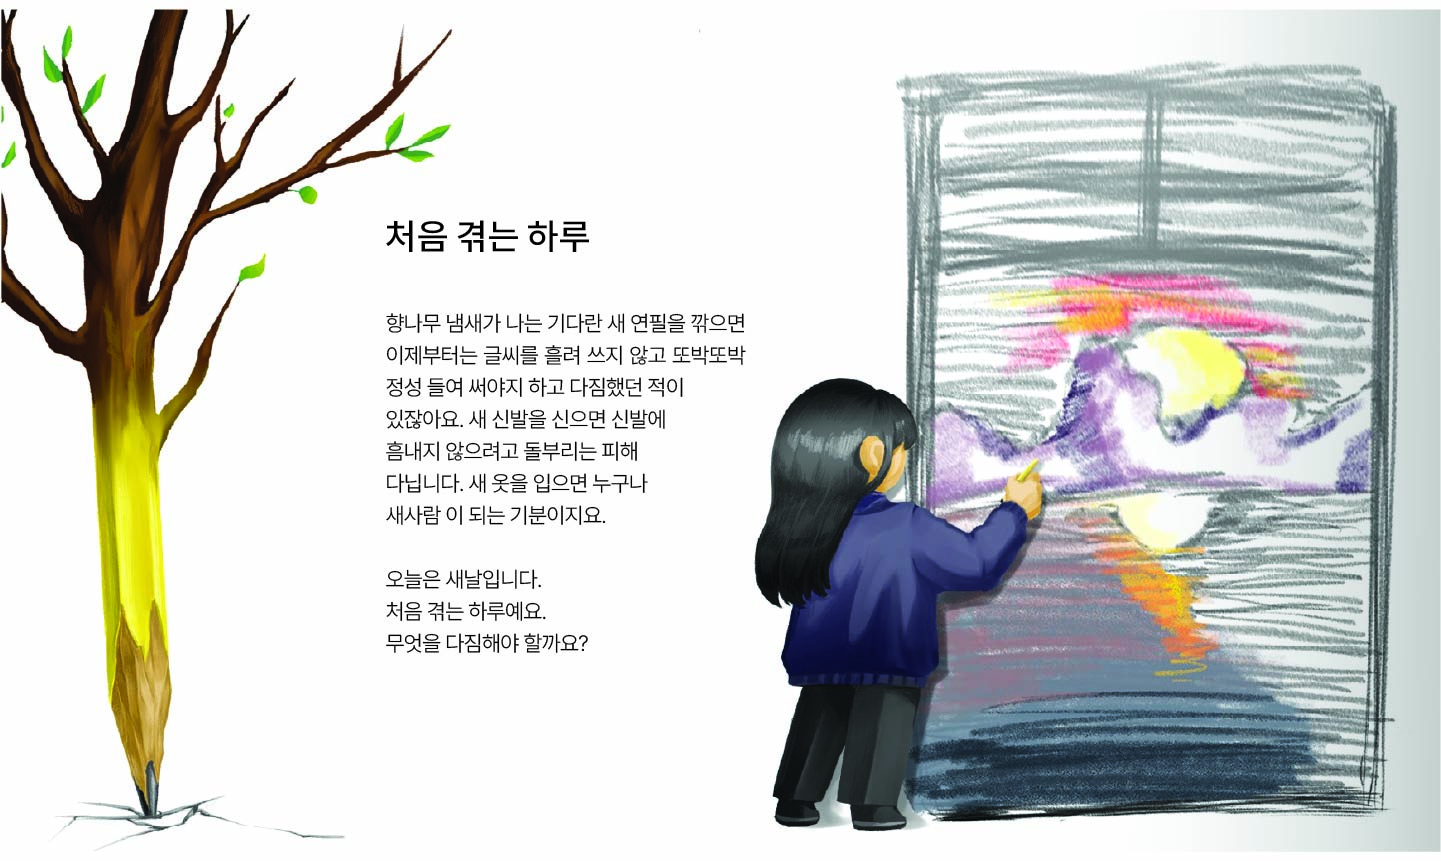 처음 겪는 하루
향나무 냄새가 나는 기다란 새 연필을 깎으면
이제부터는 글씨를 흘려 쓰지 않고 또박또박
정성 들여 써야지 하고 다짐했던 적이
있잖아요. 새 신발을 신으면 신발에
흠내지 않으려고 돌부리는 피해
다닙니다. 새 옷을 입으면 누구나
새사람 이 되는 기분이지요.
오늘은 새날입니다.
처음 겪는 하루예요.
무엇을 다짐해야 할까요?